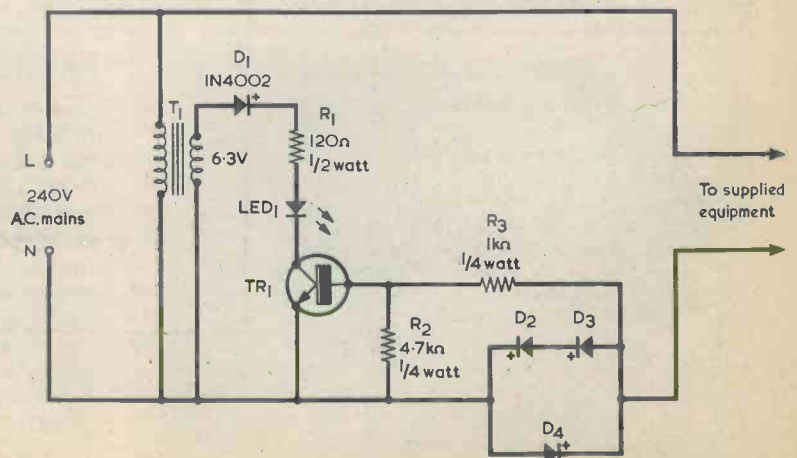 D1
1N4002
T1
R1
120Ω
1/2 watt
6·3V
L
240V
A.C. mains
N
LED1
To supplied
equipment
R3
1kΩ
1/4 watt
TR1
R2
4·7kΩ
1/4 watt
D2
D3
D4